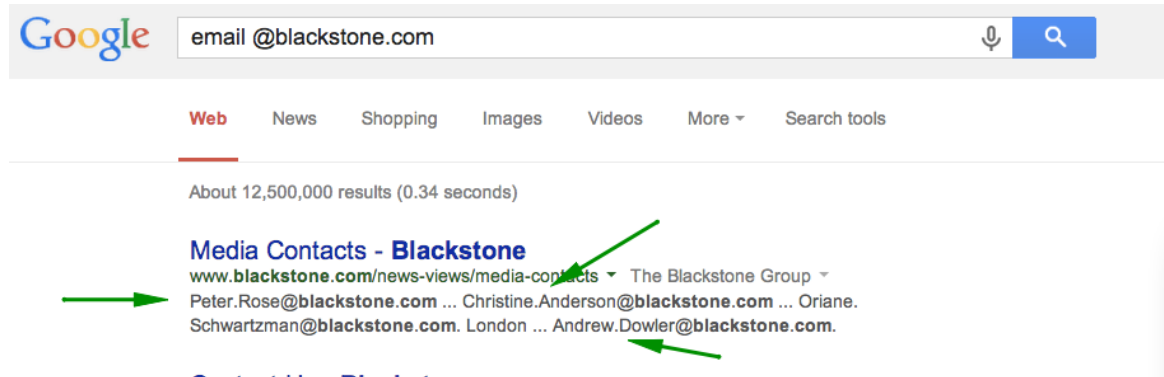 Google email @blackstone.com
Web News Shopping Images Videos More Search tools
About 12,500,000 results (0.34 seconds)
Media Contacts - Blackstone
www.blackstone.com/news-views/media-contacts The Blackstone Group
Peter.Rose@blackstone.com ... Christine.Anderson@blackstone.com ... Oriane.
Schwartzman@blackstone.com. London ... Andrew.Dowler@blackstone.com.